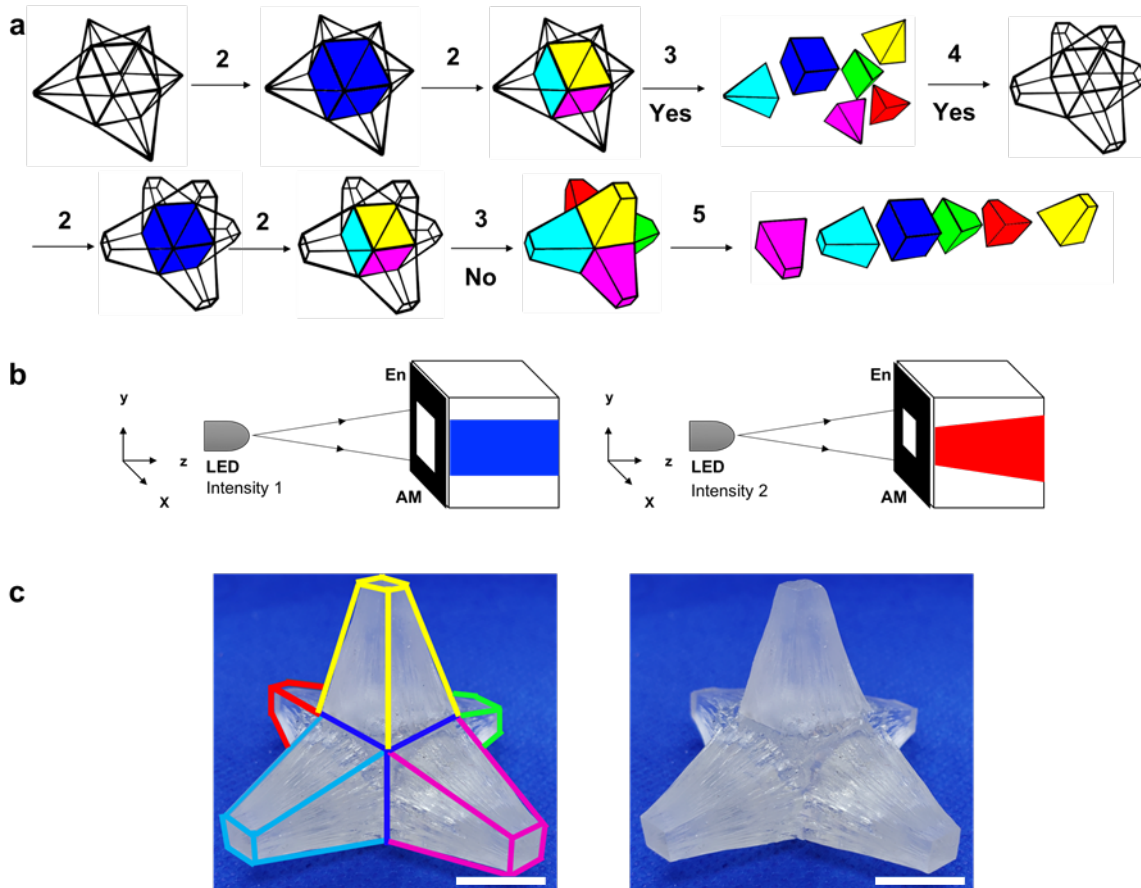 a
2
2
3
Yes
4
Yes
2
2
3
No
5
b
y
z
x
LED
Intensity 1
En
AM
y
z
x
LED
Intensity 2
En
AM
c